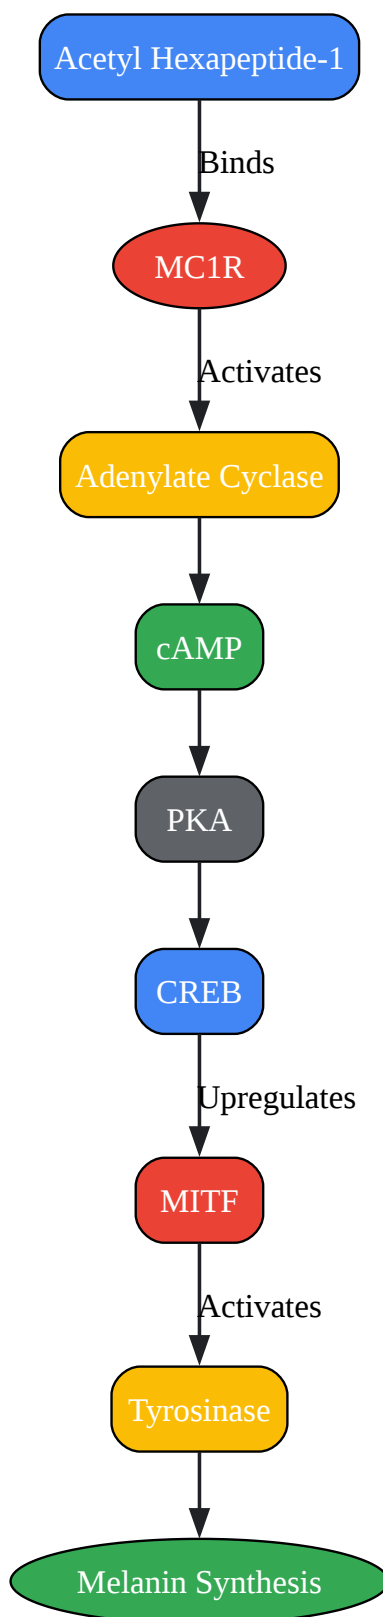 Acetyl Hexapeptide-1
Binds
MC1R
Activates
Adenylate Cyclase
cAMP
PKA
CREB
Upregulates
MITF
Activates
Tyrosinase
Melanin Synthesis